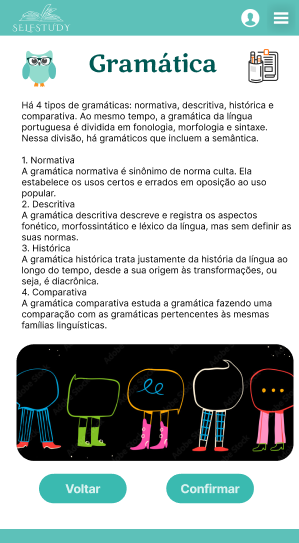 SELFSTUDY
Gramática
Há 4 tipos de gramáticas: normativa, descritiva, histórica e
comparativa. Ao mesmo tempo, a gramática da língua
portuguesa é dividida em fonologia, morfologia e sintaxe.
Nessa divisão, há gramáticos que incluem a semântica.
1. Normativa
A gramática normativa é sinônimo de norma culta. Ela
estabelece os usos certos e errados em oposição ao uso
popular.
2. Descritiva
A gramática descritiva descreve e registra os aspectos
fonético, morfossintático e léxico da língua, mas sem definir as
suas normas.
3. Histórica
A gramática histórica trata justamente da história da língua ao
longo do tempo, desde a sua origem às transformações, ou
seja, é diacrônica.
4. Comparativa
A gramática comparativa estuda a gramática fazendo uma
comparação com as gramáticas pertencentes às mesmas
famílias linguísticas.
Voltar
Confirmar